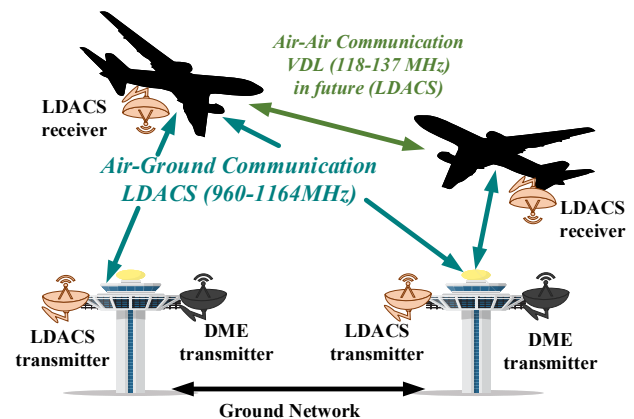 Air-Air Communication
VDL (118-137 MHz)
in future (LDACS)
LDACS
receiver
Air-Ground Communication
LDACS (960-1164MHz)
LDACS
receiver
LDACS
transmitter
DME
transmitter
LDACS
transmitter
DME
transmitter
Ground Network